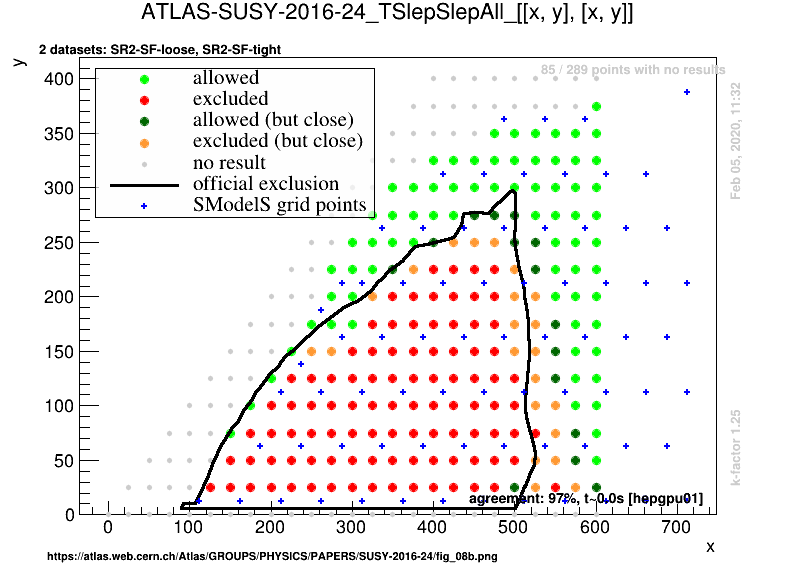 ATLAS-SUSY-2016-24_TSlepSlepAll_[[x, y], [x, y]]
2 datasets: SR2-SF-loose, SR2-SF-tight
y
85 / 289 points with no results
allowed
excluded
allowed (but close)
excluded (but close)
no result
official exclusion
SModelS grid points
400
350
300
250
200
150
100
50
0
0 100 200 300 400 500 600 700
x
agreement: 97%, t~0.0s [hepgpu01]
Feb 05, 2020, 11:32
k-factor 1.25
https://atlas.web.cern.ch/Atlas/GROUPS/PHYSICS/PAPERS/SUSY-2016-24/fig_08b.png